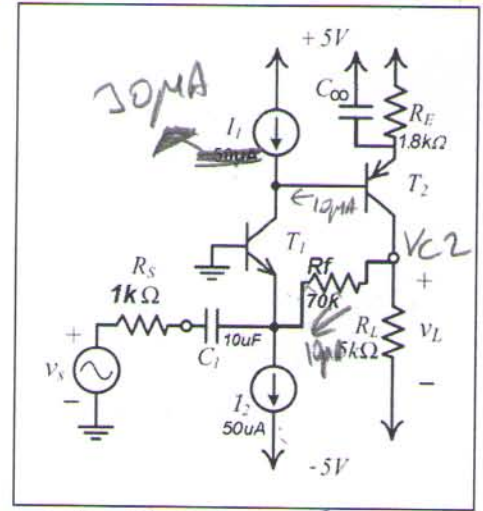 +5V
30µA
C∞
R_E
1.8kΩ
I_1
50uA
T_2
←10µA
T_1
VC2
R_S
1kΩ
Rf
70K
+
v_s
C_1
10uF
R_L
5kΩ
v_L
I_2
50uA
-5V